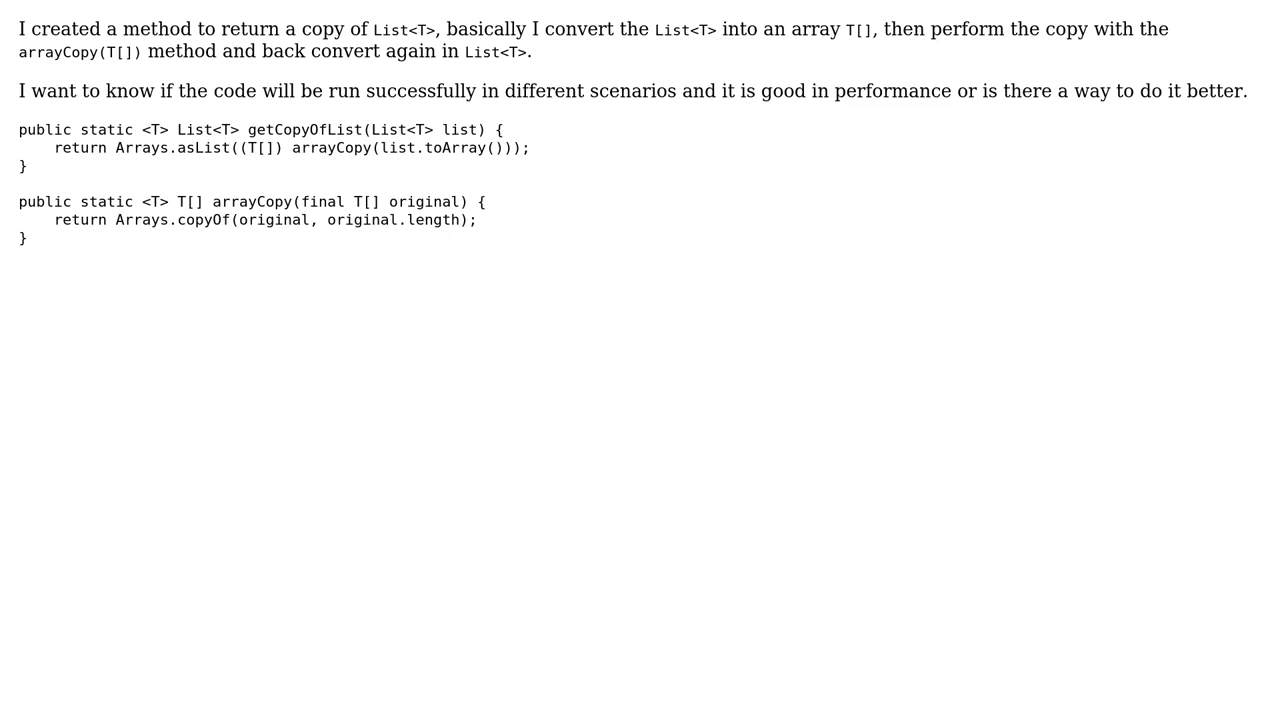 I created a method to return a copy of List<T>, basically I convert the List<T> into an array T[], then perform the copy with the
arrayCopy(T[]) method and back convert again in List<T>.
I want to know if the code will be run successfully in different scenarios and it is good in performance or is there a way to do it better.
public static <T> List<T> getCopyOfList(List<T> list) {
    return Arrays.asList((T[]) arrayCopy(list.toArray()));
}
public static <T> T[] arrayCopy(final T[] original) {
    return Arrays.copyOf(original, original.length);
}